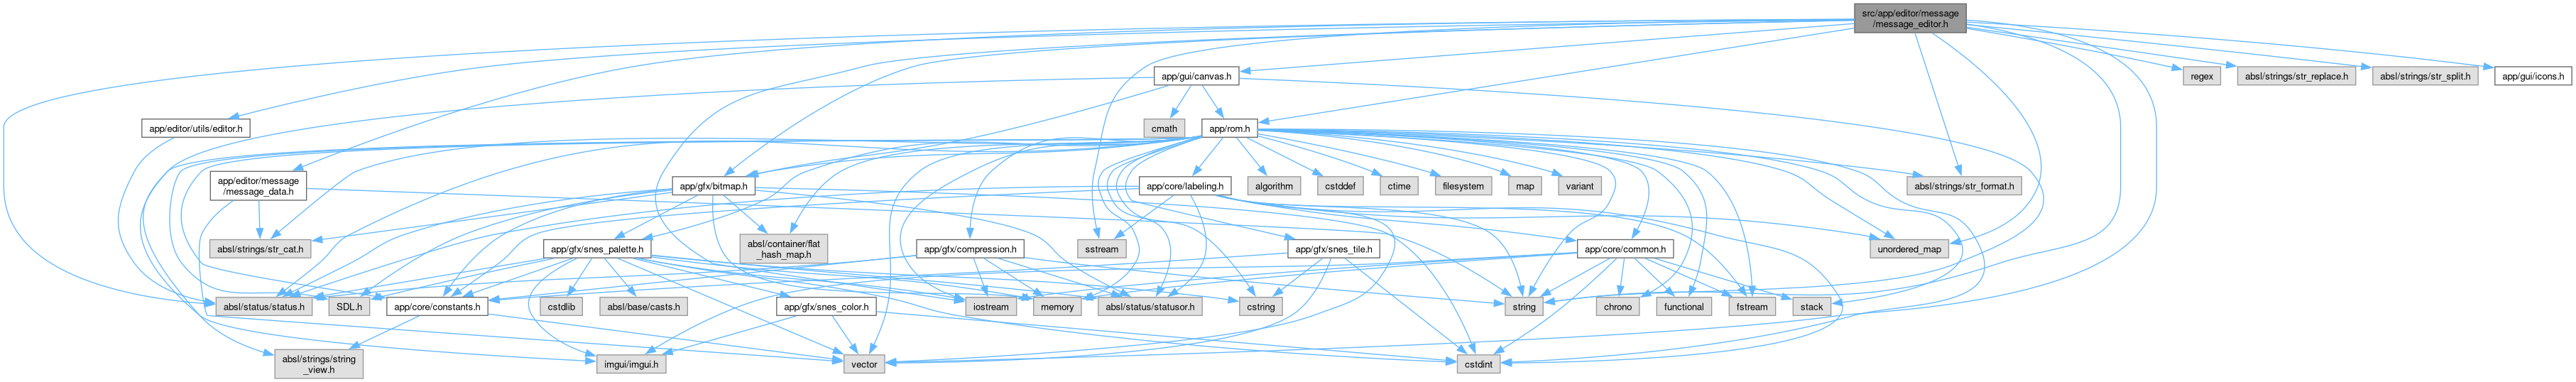 src/app/editor/message
/message_editor.h
app/gui/canvas.h
regex
absl/strings/str_replace.h
absl/strings/str_split.h
app/gui/icons.h
app/editor/utils/editor.h
cmath
app/rom.h
app/editor/message
/message_data.h
app/gfx/bitmap.h
app/core/labeling.h
algorithm
cstddef
ctime
filesystem
map
variant
absl/strings/str_format.h
absl/strings/str_cat.h
app/gfx/snes_palette.h
absl/container/flat
_hash_map.h
app/gfx/compression.h
sstream
app/gfx/snes_tile.h
app/core/common.h
unordered_map
absl/status/status.h
SDL.h
app/core/constants.h
cstdlib
absl/base/casts.h
app/gfx/snes_color.h
iostream
memory
absl/status/statusor.h
cstring
string
chrono
functional
fstream
stack
absl/strings/string
_view.h
imgui/imgui.h
vector
cstdint